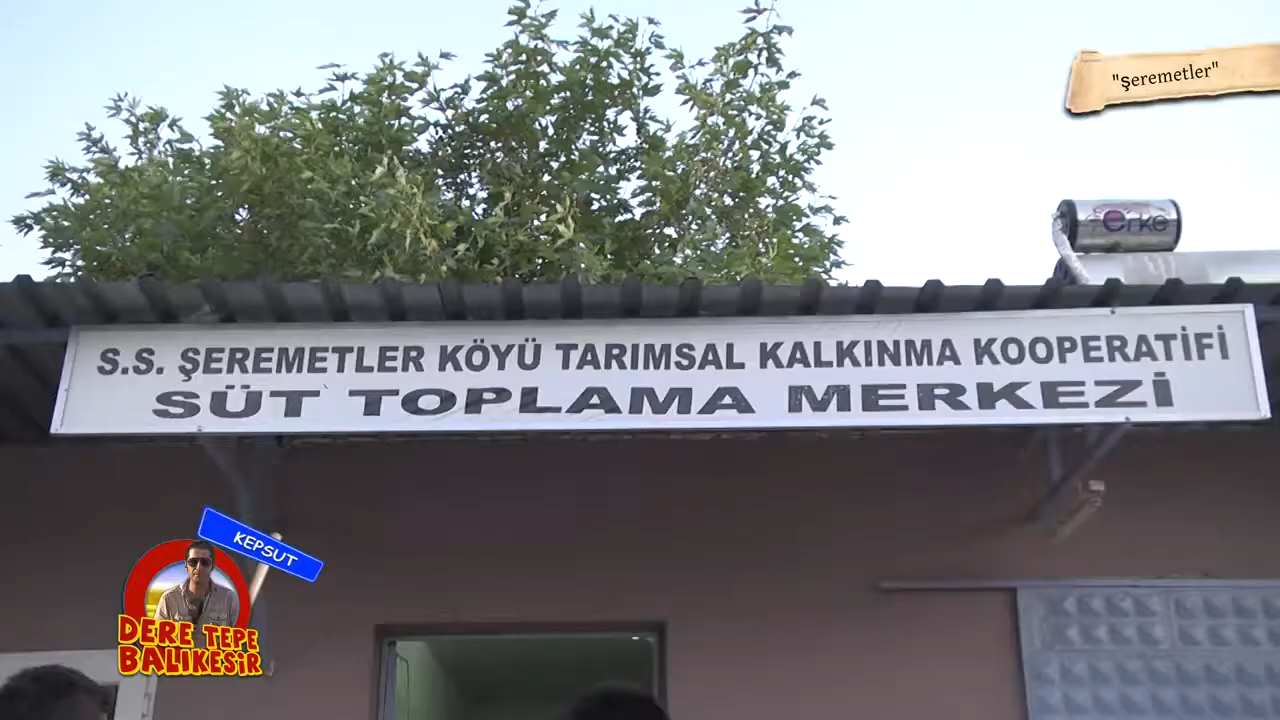 "Şeremetler"
erke
S.S. ŞEREMETLER KÖYÜ TARIMSAL KALKINMA KOOPERATİFİ
SÜT TOPLAMA MERKEZİ
KEPSUT
DERE TEPE
BALIKESİR